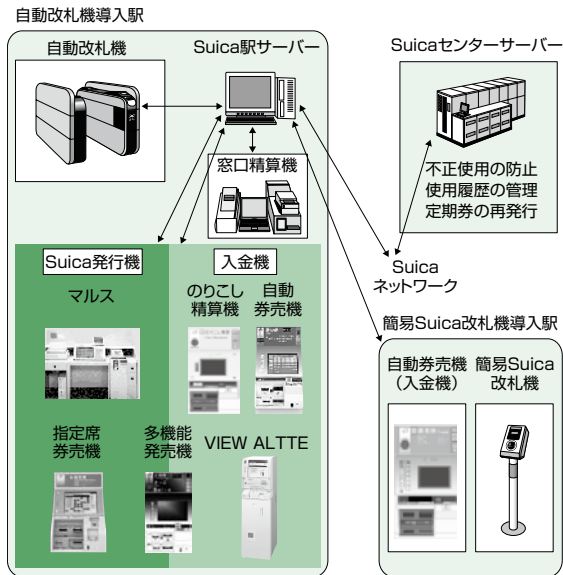 自動改札機導入駅
自動改札機
Suica駅サーバー
Suicaセンターサーバー
窓口精算機
不正使用の防止
使用履歴の管理
定期券の再発行
Suica発行機
入金機
Suica
ネットワーク
マルス
のりこし
精算機
自動
券売機
簡易Suica改札機導入駅
自動券売機
（入金機）
簡易Suica
改札機
指定席
券売機
多機能
発売機
VIEW ALTTE